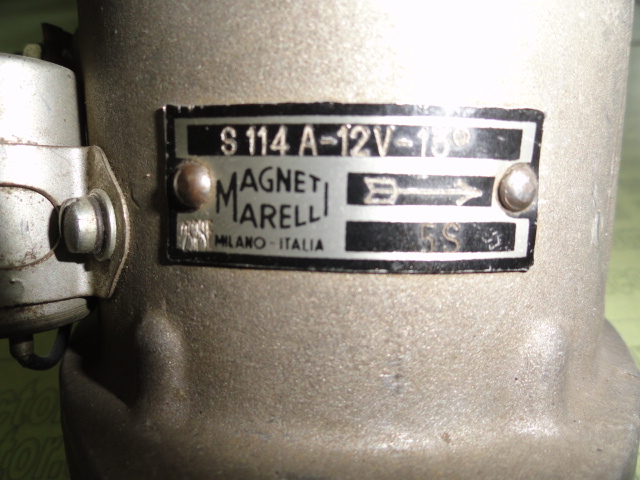 S 114 A-12V-15°
MAGNETI
MARELLI
MILANO - ITALIA
5S